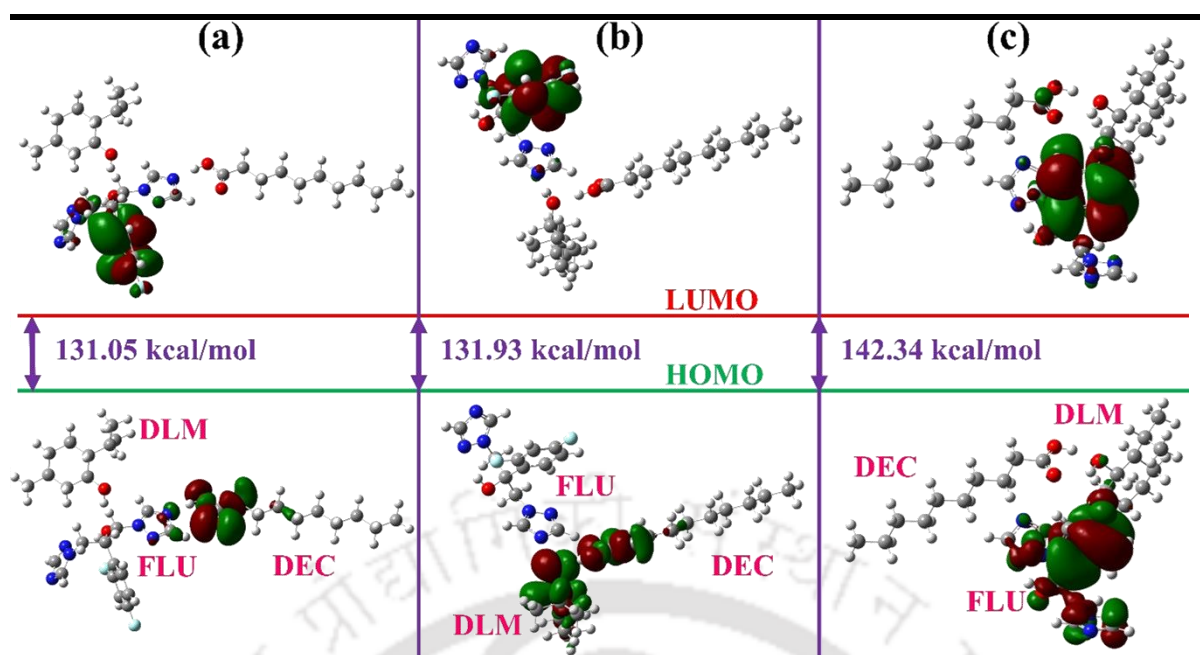 (a) (b) (c)
LUMO
131.05 kcal/mol 131.93 kcal/mol 142.34 kcal/mol
HOMO
DLM FLU DEC
FLU DEC DLM
DLM DEC FLU